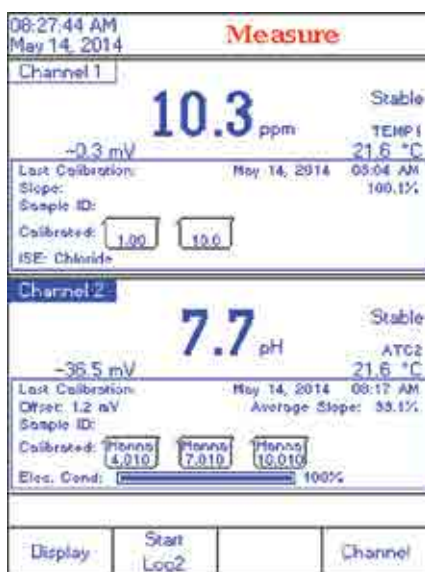 08:27:44 AM
May 14, 2014
Measure
Channel 1
10.3 ppm
Stable
TEMP1
-0.3 mV
21.6 °C
Last Calibration: May 14, 2014 08:04 AM
Slope: 100.1%
Sample ID:
Calibrated: 1.00 10.0
ISE: Chloride
Channel 2
7.7 pH
Stable
ATC2
-36.5 mV
21.6 °C
Last Calibration: May 14, 2014 08:17 AM
Offset: 1.2 mV Average Slope: 99.1%
Sample ID:
Calibrated: Hanna Hanna Hanna
4.010 7.010 10.010
Elec. Cond: 100%
Display
Start
Log2
Channel